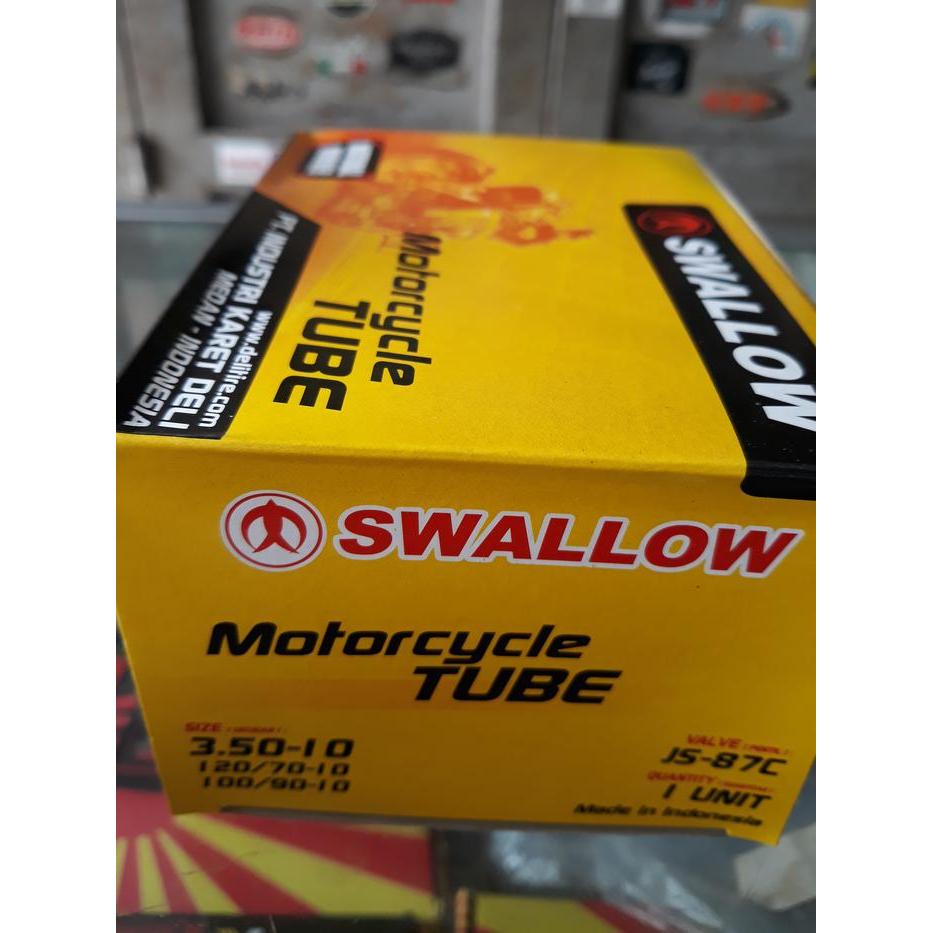 SWALLOW
Motorcycle
TUBE
www.delitire.com
PT. INDUSTRI KARET DELI
MEDAN - INDONESIA
SWALLOW
Motorcycle
TUBE
SIZE
3.50-10
120/70-10
100/90-10
VALVE
JS-87C
QUANTITY
1 UNIT
Made in Indonesia